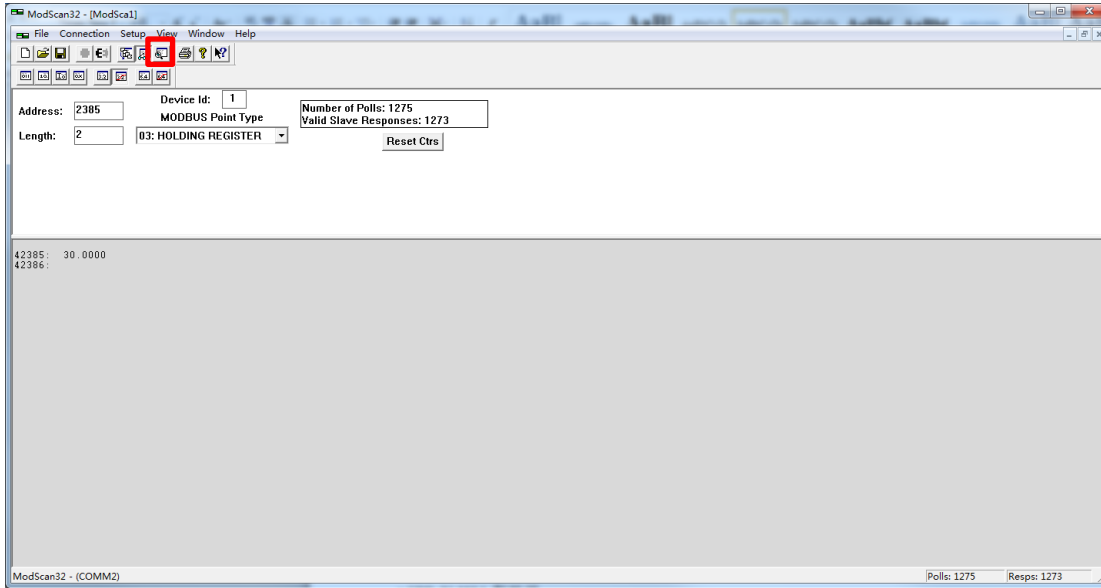 ModScan32 - [ModSca1]
File Connection Setup View Window Help
Address: 2385
Device Id: 1
MODBUS Point Type
Length: 2
03: HOLDING REGISTER
Number of Polls: 1275
Valid Slave Responses: 1273
Reset Ctrs
42385: 30.0000
42386:
ModScan32 - (COMM2)
Polls: 1275
Resps: 1273